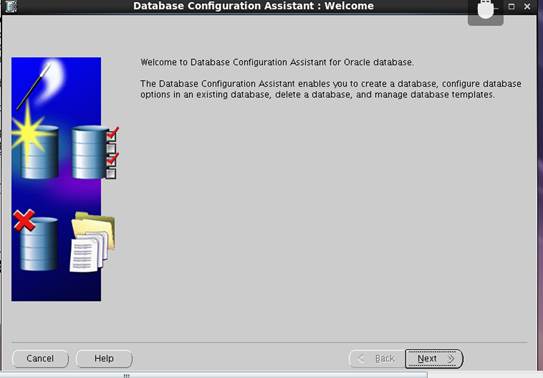 Database Configuration Assistant : Welcome
Welcome to Database Configuration Assistant for Oracle database.
The Database Configuration Assistant enables you to create a database, configure database
options in an existing database, delete a database, and manage database templates.
Cancel
Help
Back
Next